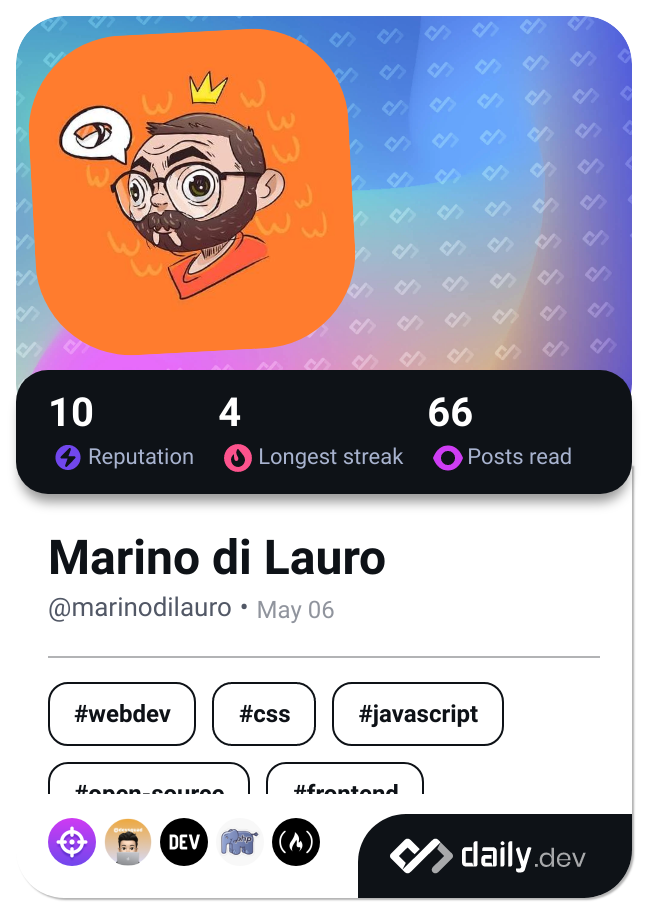 10
4
66
Reputation
Longest streak
Posts read
Marino di Lauro
@marinodilauro • May 06
#webdev
#css
#javascript
#open-source
#frontend
DEV
php
daily.dev